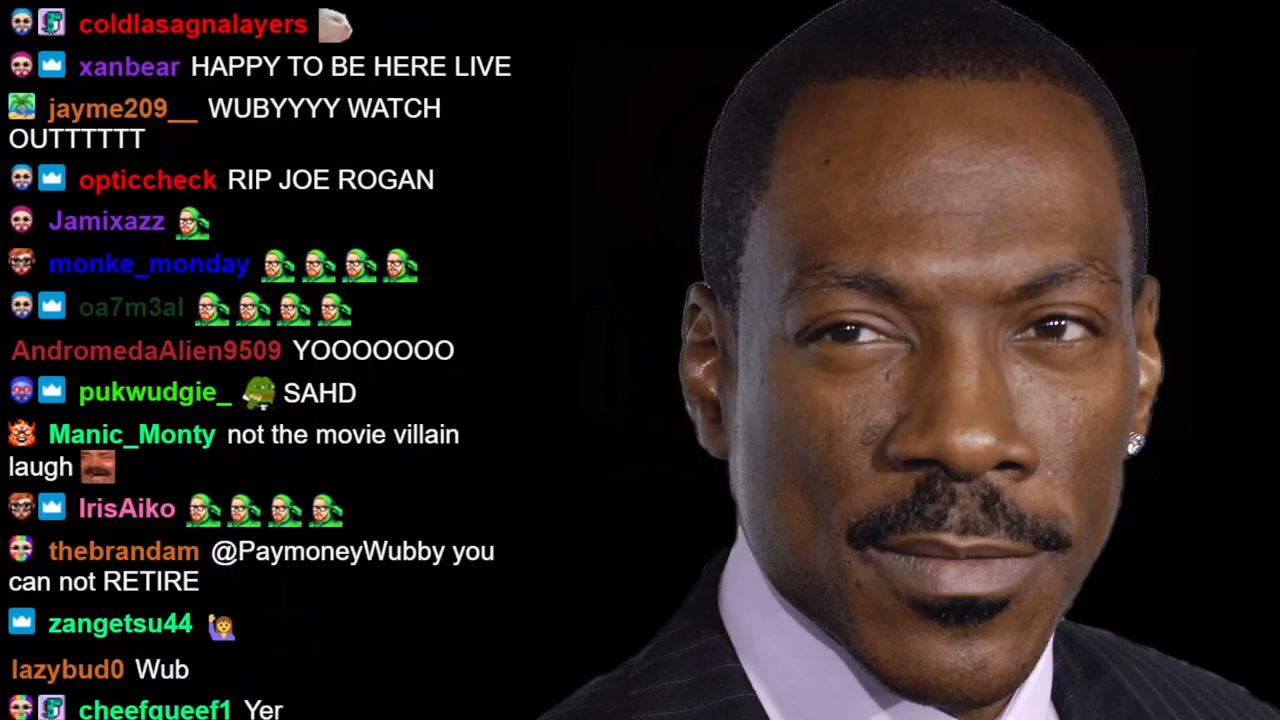 coldlasagnalayers
xanbear HAPPY TO BE HERE LIVE
jayme209__ WUBYYYY WATCH
OUTTTTTT
opticcheck RIP JOE ROGAN
Jamixazz
monke_monday
oa7m3al
AndromedaAlien9509 YOOOOOOO
pukwudgie_ SAHD
Manic_Monty not the movie villain
laugh
IrisAiko
thebrandam @PaymoneyWubby you
can not RETIRE
zangetsu44
lazybud0 Wub
cheefqueef1 Yer